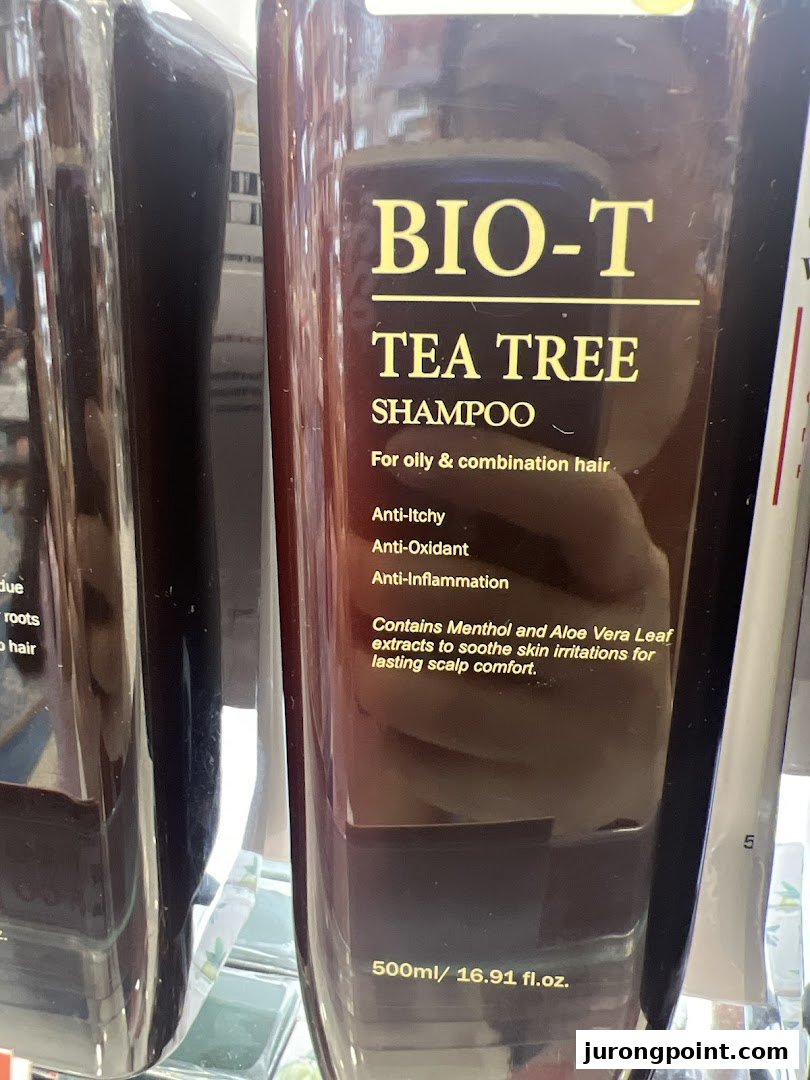 BIO-T
TEA TREE
SHAMPOO
For oily & combination hair
Anti-Itchy
Anti-Oxidant
Anti-Inflammation
Contains Menthol and Aloe Vera Leaf
extracts to soothe skin irritations for
lasting scalp comfort.
500ml/ 16.91 fl.oz.
roots
hair
5
jurongpoint.com